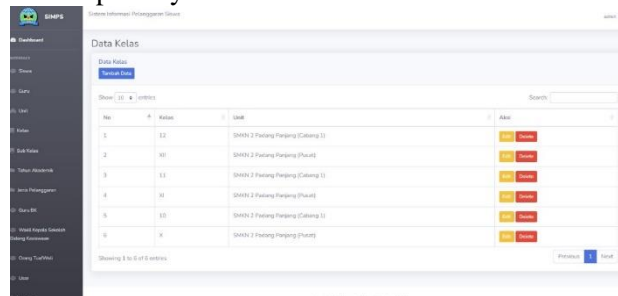 SIMPS
Sistem Informasi Pelanggaran Siswa
admin
Dashboard
Siswa
Guru
Unit
Kelas
Sub Kelas
Tahun Akademik
Jenis Pelanggaran
Guru BK
Wakil Kepala Sekolah
Bidang Kesiswaan
Orang Tua/Wali
User
Data Kelas
Data Kelas
Tambah Data
Show 10 entries
Search:
No Kelas Unit Aksi
1 12 SMKN 2 Padang Panjang (Cabang 1) Edit Delete
2 XII SMKN 2 Padang Panjang (Pusat) Edit Delete
3 11 SMKN 2 Padang Panjang (Cabang 1) Edit Delete
4 XI SMKN 2 Padang Panjang (Pusat) Edit Delete
5 10 SMKN 2 Padang Panjang (Cabang 1) Edit Delete
6 X SMKN 2 Padang Panjang (Pusat) Edit Delete
Showing 1 to 6 of 6 entries
Previous 1 Next